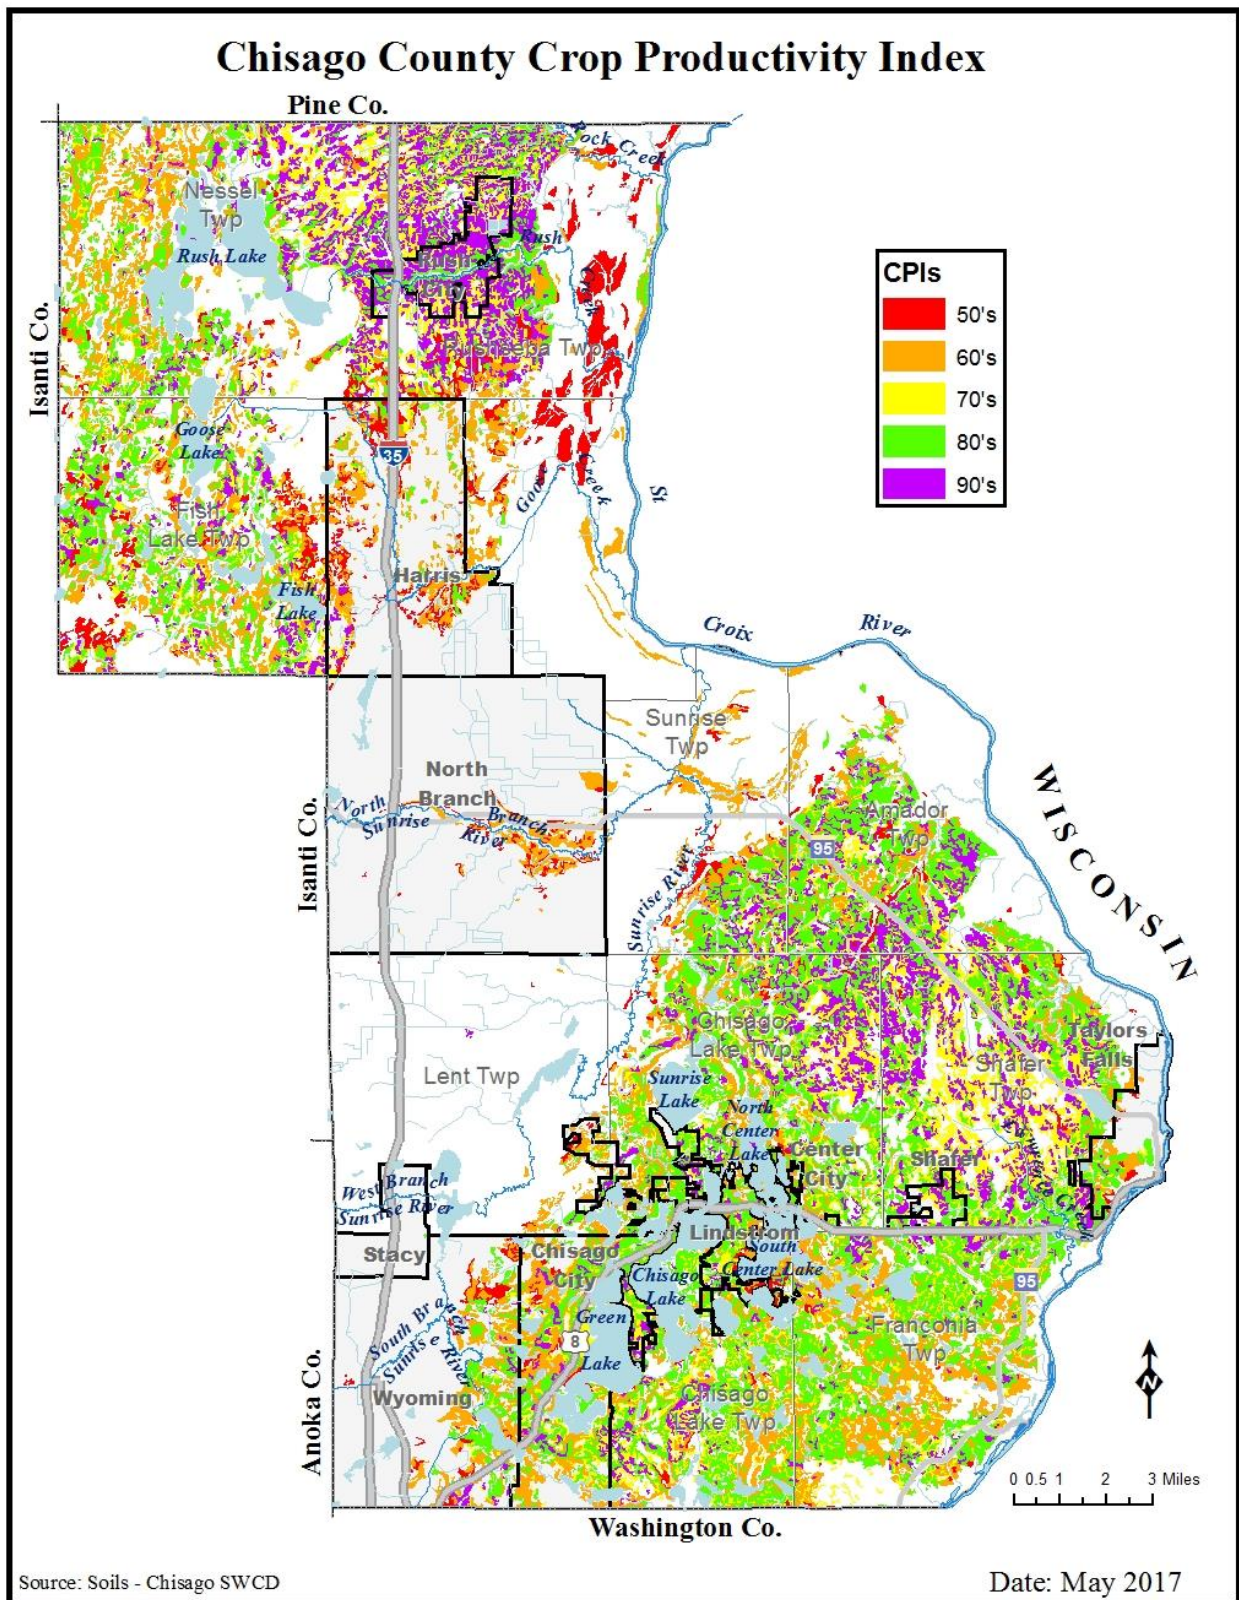 Chisago County Crop Productivity Index
Pine Co.
Rock Creek
Nessel
Twp
Rush Lake
Rush
Creek
Rush
City
Rushseba Twp
Isanti Co.
CPIs
50's
60's
70's
80's
90's
Goose
Lake
35
Goose
Creek
St
Fish
Lake Twp
Harris
Fish
Lake
Croix
River
Sunrise
Twp
WISCONSIN
North
Branch
Amador
Twp
Isanti Co.
North
Branch
Sunrise
River
95
Sunrise River
Chisago
Lake Twp
Taylors
Falls
Shafer
Twp
Lent Twp
Sunrise
Lake
North
Center
Lake
Center
City
Shafer
Lawrence Creek
West Branch
Sunrise River
Stacy
Chisago
City
Lindstrom
South
Center Lake
Chisago
Lake
95
Green
Lake
8
Franconia
Twp
South Branch
Sunrise River
Wyoming
Chisago
Lake Twp
Anoka Co.
N
0 0.5 1 2 3 Miles
Washington Co.
Source: Soils - Chisago SWCD
Date: May 2017